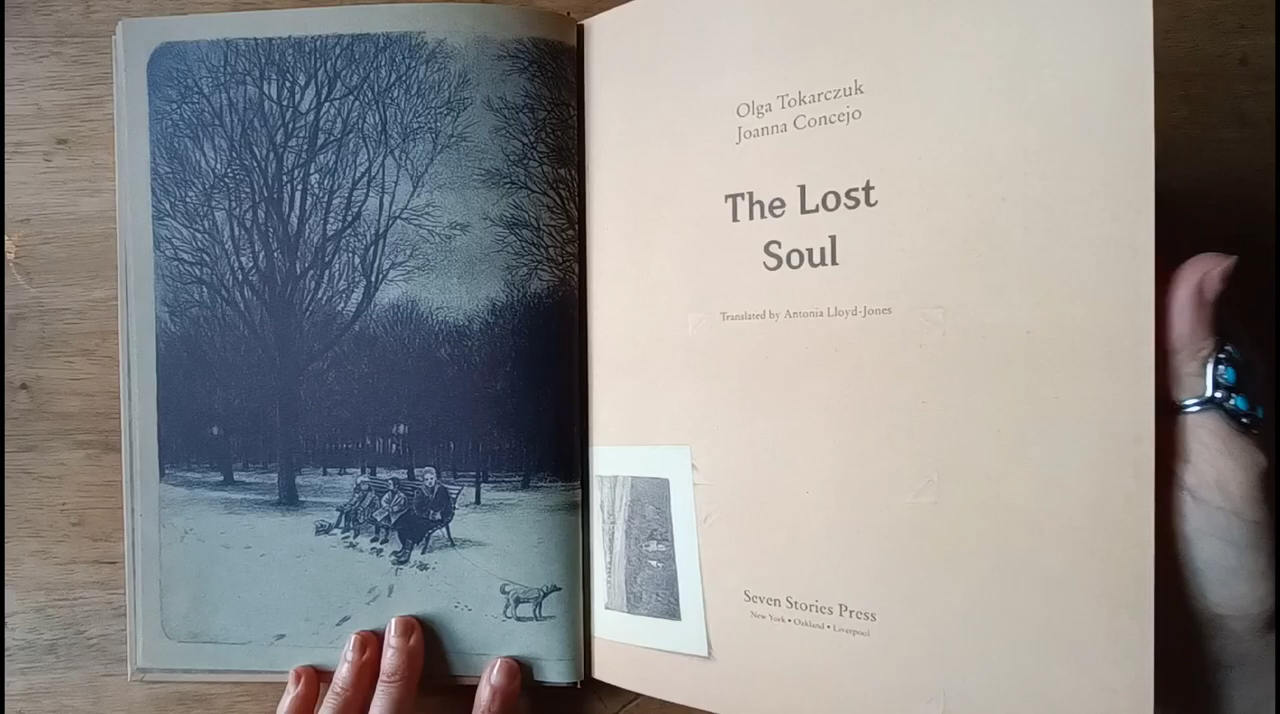 Olga Tokarczuk
Joanna Concejo
The Lost
Soul
Translated by Antonia Lloyd-Jones
Seven Stories Press
New York • Oakland • Liverpool